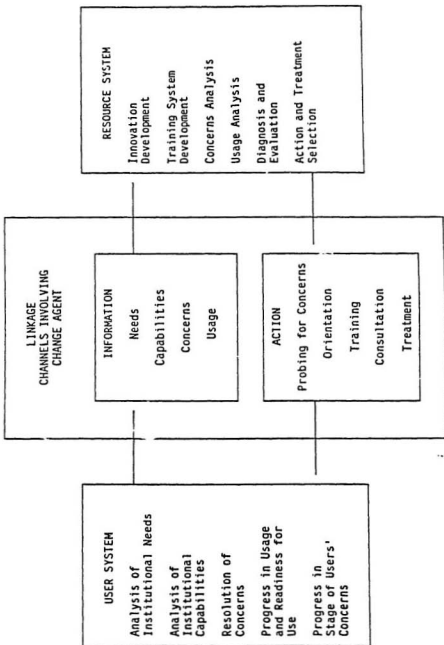 USER SYSTEM
Analysis of
Institutional Needs
Analysis of
Institutional
Capabilities
Resolution of
Concerns
Progress in Usage
and Readiness for
Use
Progress in
Stage of Users'
Concerns
LINKAGE
CHANNELS INVOLVING
CHANGE AGENT
INFORMATION
Needs
Capabilities
Concerns
Usage
ACTION
Probing for Concerns
Orientation
Training
Consultation
Treatment
RESOURCE SYSTEM
Innovation
Development
Training System
Development
Concerns Analysis
Usage Analysis
Diagnosis and
Evaluation
Action and Treatment
Selection